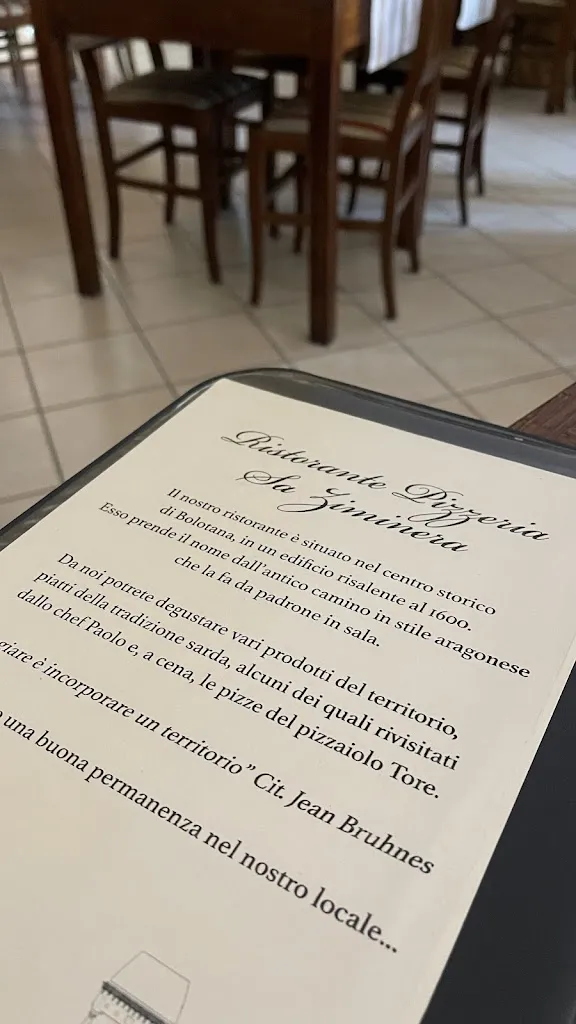 Ristorante Pizzeria
Sa Ziminera
Il nostro ristorante è situato nel centro storico
di Bolotana, in un edificio risalente al 1600.
Esso prende il nome dall'antico camino in stile aragonese
che la fa da padrone in sala.
Da noi potrete degustare vari prodotti del territorio,
piatti della tradizione sarda, alcuni dei quali rivisitati
dallo chef Paolo e, a cena, le pizze del pizzaiolo Tore.
è incorporare un territorio" Cit. Jean Bruhnes
una buona permanenza nel nostro locale...